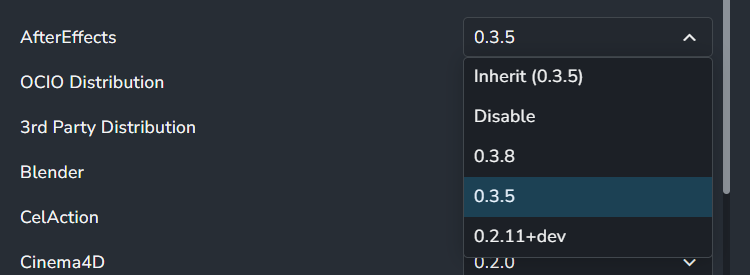 AfterEffects
0.3.5
OCIO Distribution
Inherit (0.3.5)
Disable
3rd Party Distribution
0.3.8
Blender
0.3.5
CelAction
0.2.11+dev
Cinema4D
0.2.0